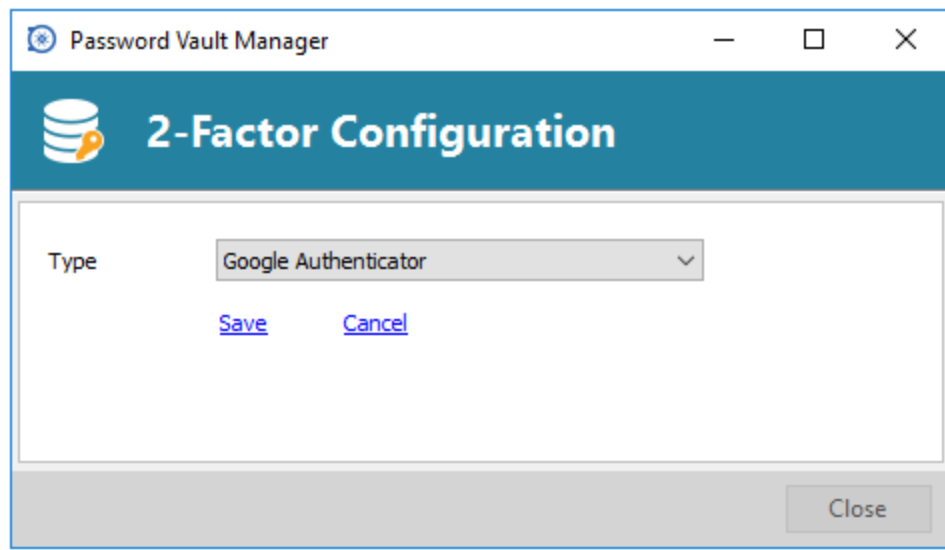 Password Vault Manager
2-Factor Configuration
Type Google Authenticator
Save Cancel
Close